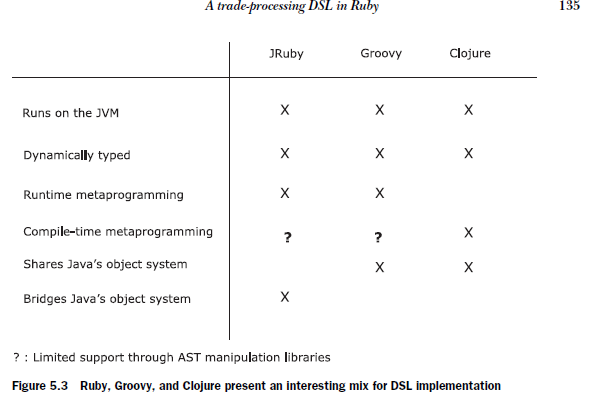 A trade-processing DSL in Ruby 135
JRuby Groovy Clojure
Runs on the JVM X X X
Dynamically typed X X X
Runtime metaprogramming X X
Compile-time metaprogramming ? ? X
Shares Java's object system X X
Bridges Java's object system X
? : Limited support through AST manipulation libraries
Figure 5.3 Ruby, Groovy, and Clojure present an interesting mix for DSL implementation